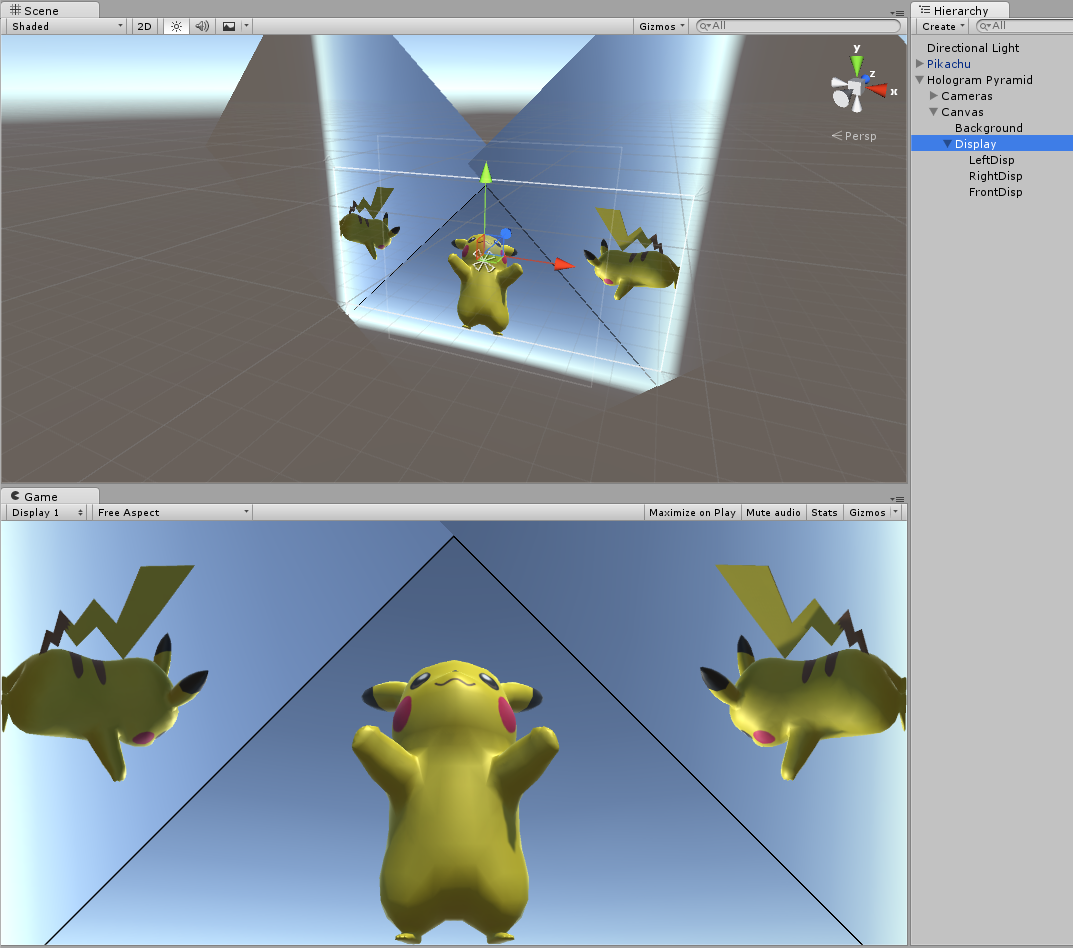 Scene
Shaded 2D Gizmos All
y
z
x
Persp
Game
Display 1 Free Aspect Maximize on Play Mute audio Stats Gizmos
Hierarchy
Create All
Directional Light
Pikachu
Hologram Pyramid
Cameras
Canvas
Background
Display
LeftDisp
RightDisp
FrontDisp